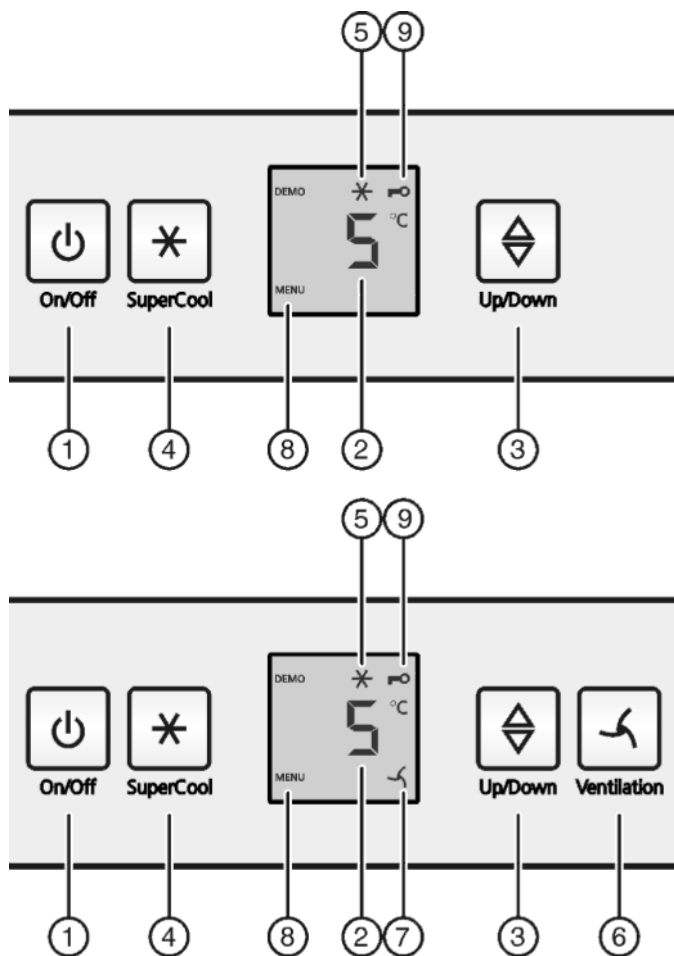 5 9
DEMO
5 °C
MENU
On/Off SuperCool Up/Down
1 4 8 2 3
5 9
DEMO
5 °C
MENU
On/Off SuperCool Up/Down Ventilation
1 4 8 2 7 3 6